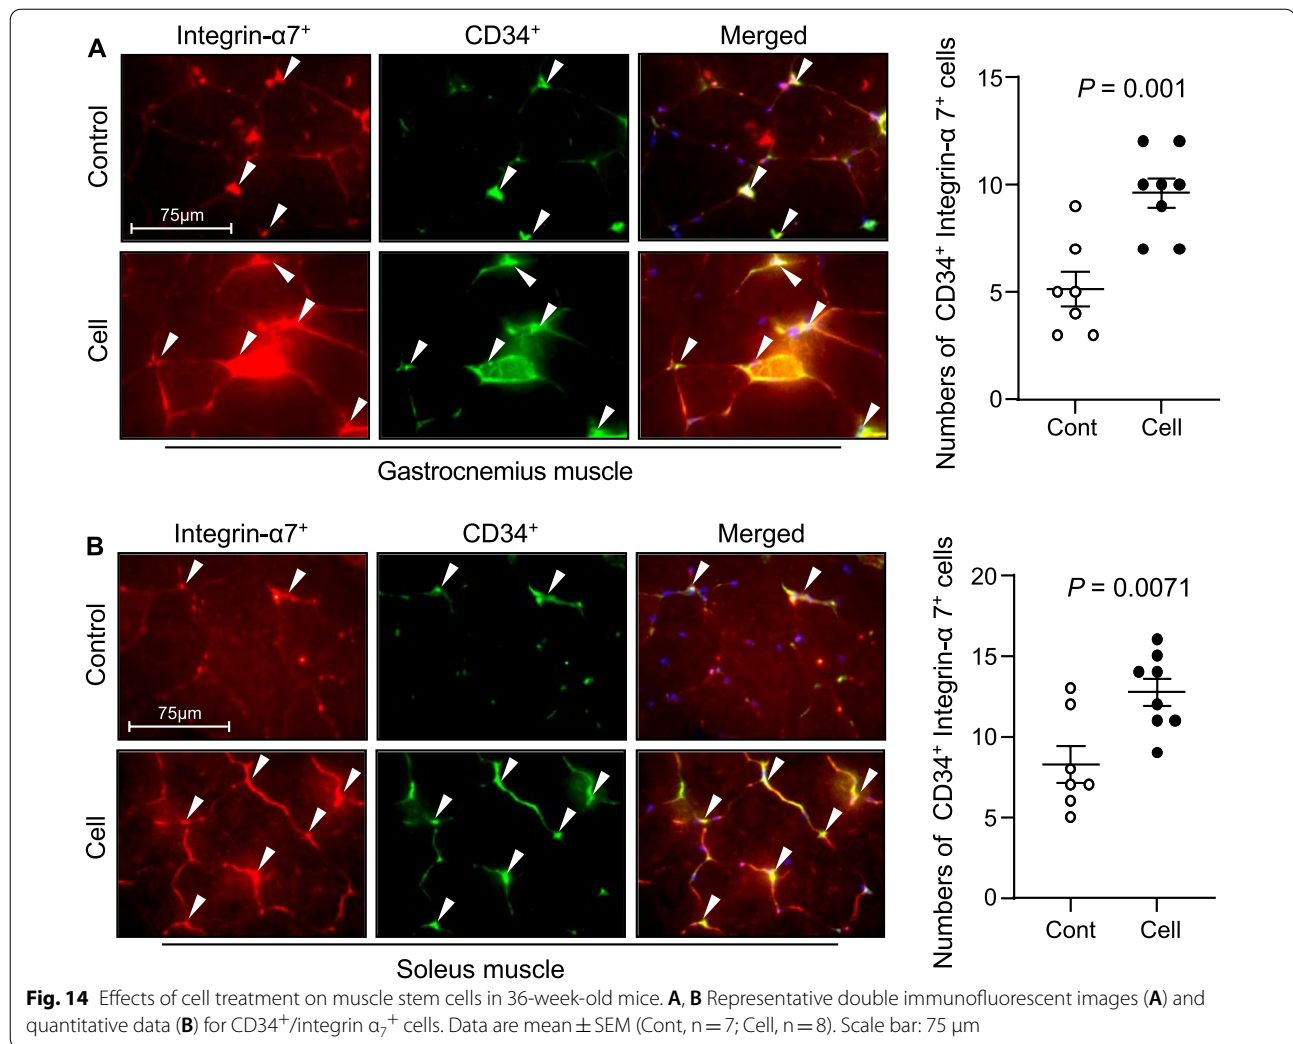 A
Integrin-α7⁺ CD34⁺ Merged
Control
75µm
Cell
Gastrocnemius muscle
Numbers of CD34⁺ Integrin-α 7⁺ cells
15
10
5
0
P = 0.001
Cont Cell
B
Integrin-α7⁺ CD34⁺ Merged
Control
75µm
Cell
Soleus muscle
Numbers of CD34⁺ Integrin-α 7⁺ cells
20
15
10
5
0
P = 0.0071
Cont Cell
Fig. 14 Effects of cell treatment on muscle stem cells in 36-week-old mice. A, B Representative double immunofluorescent images (A) and
quantitative data (B) for CD34⁺/integrin α₇⁺ cells. Data are mean ± SEM (Cont, n = 7; Cell, n = 8). Scale bar: 75 µm